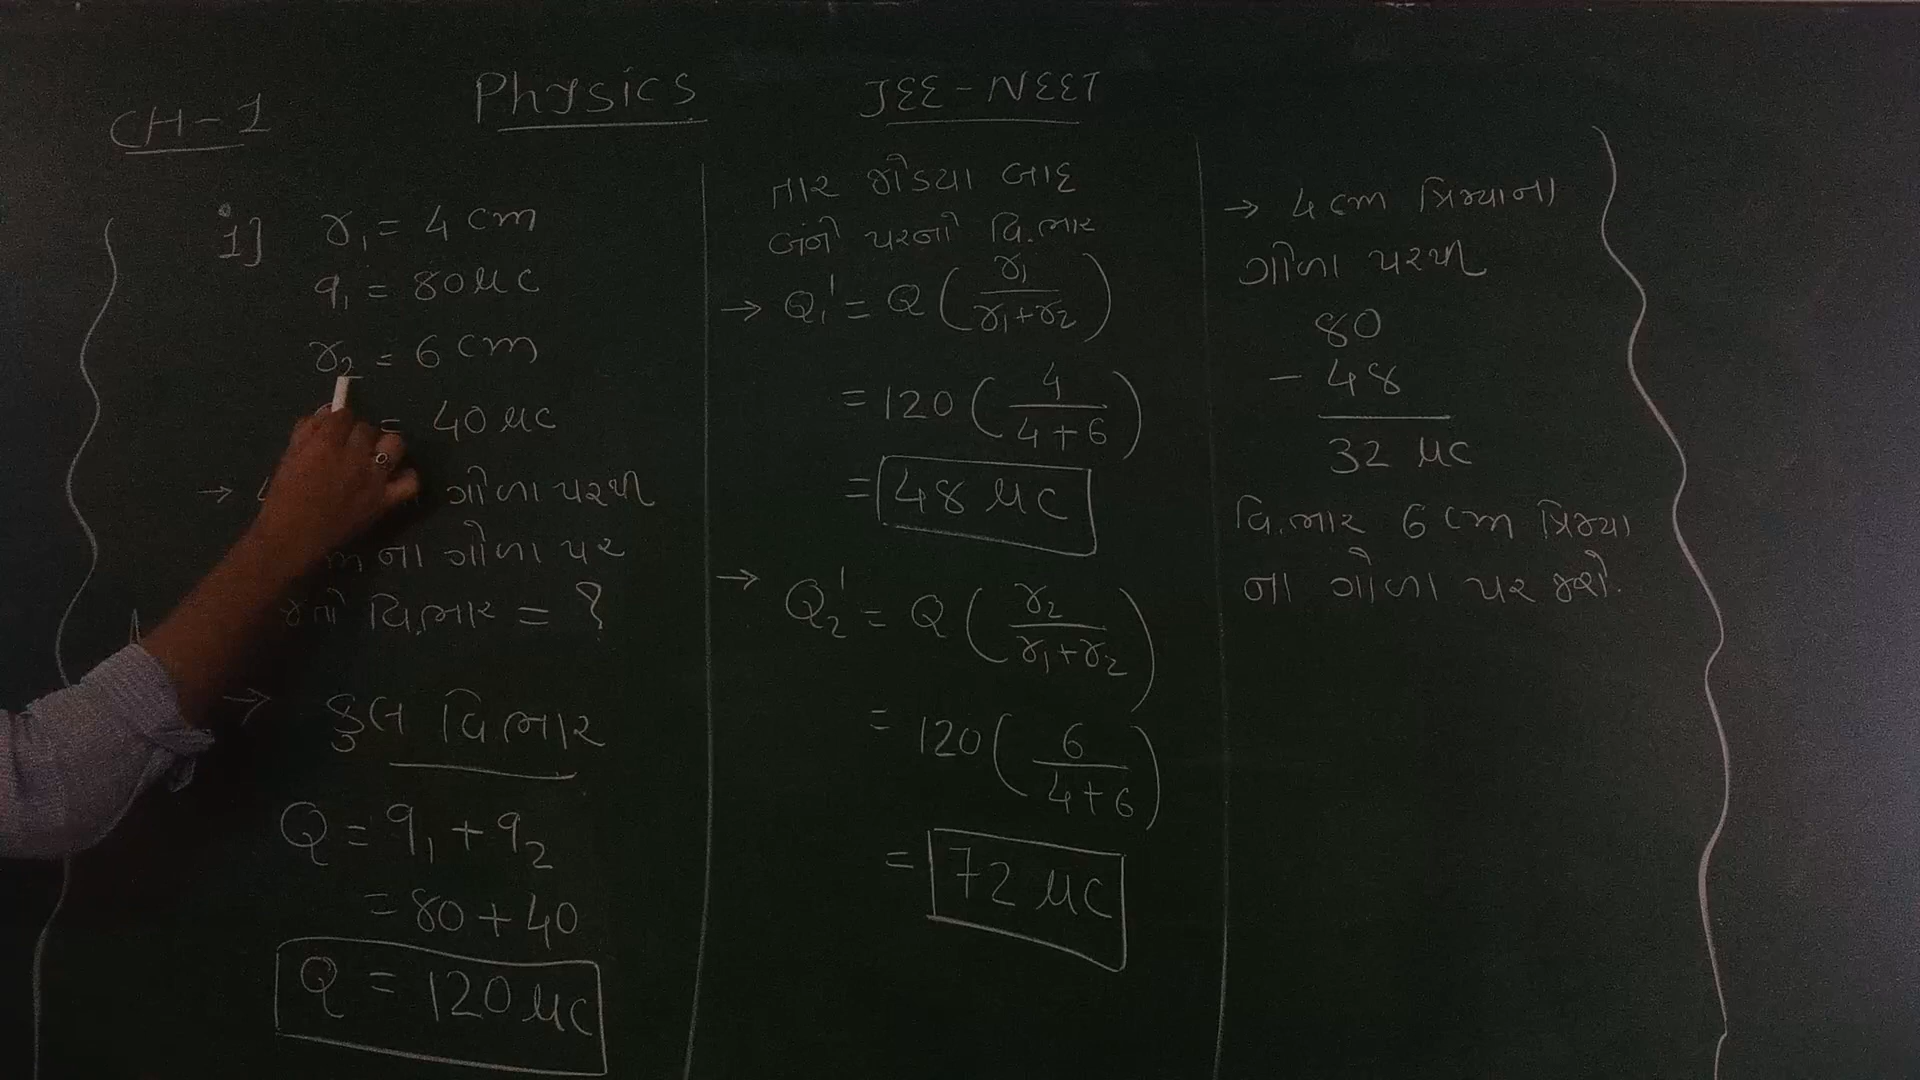 CH-1
Physics
JEE-NEET
1]
r₁ = 4 cm
q₁ = 80 μC
r₂ = 6 cm
= 40 μC
→ ગોળા પરથી
ના ગોળા પર
જતો વિ.ભાર = ?
→ કુલ વિ.ભાર
Q = q₁ + q₂
= 80 + 40
Q = 120 μC
તાર જોડયા બાદ
બંને પરનો વિ.ભાર
→ Q₁' = Q (r₁/(r₁+r₂))
= 120 (4/(4+6))
= 48 μC
→ Q₂' = Q (r₂/(r₁+r₂))
= 120 (6/(4+6))
= 72 μC
→ 4 cm ત્રિજ્યાના
ગોળા પરથી
80
- 48
32 μC
વિ.ભાર 6 cm ત્રિજ્યા
ના ગોળા પર જશે.